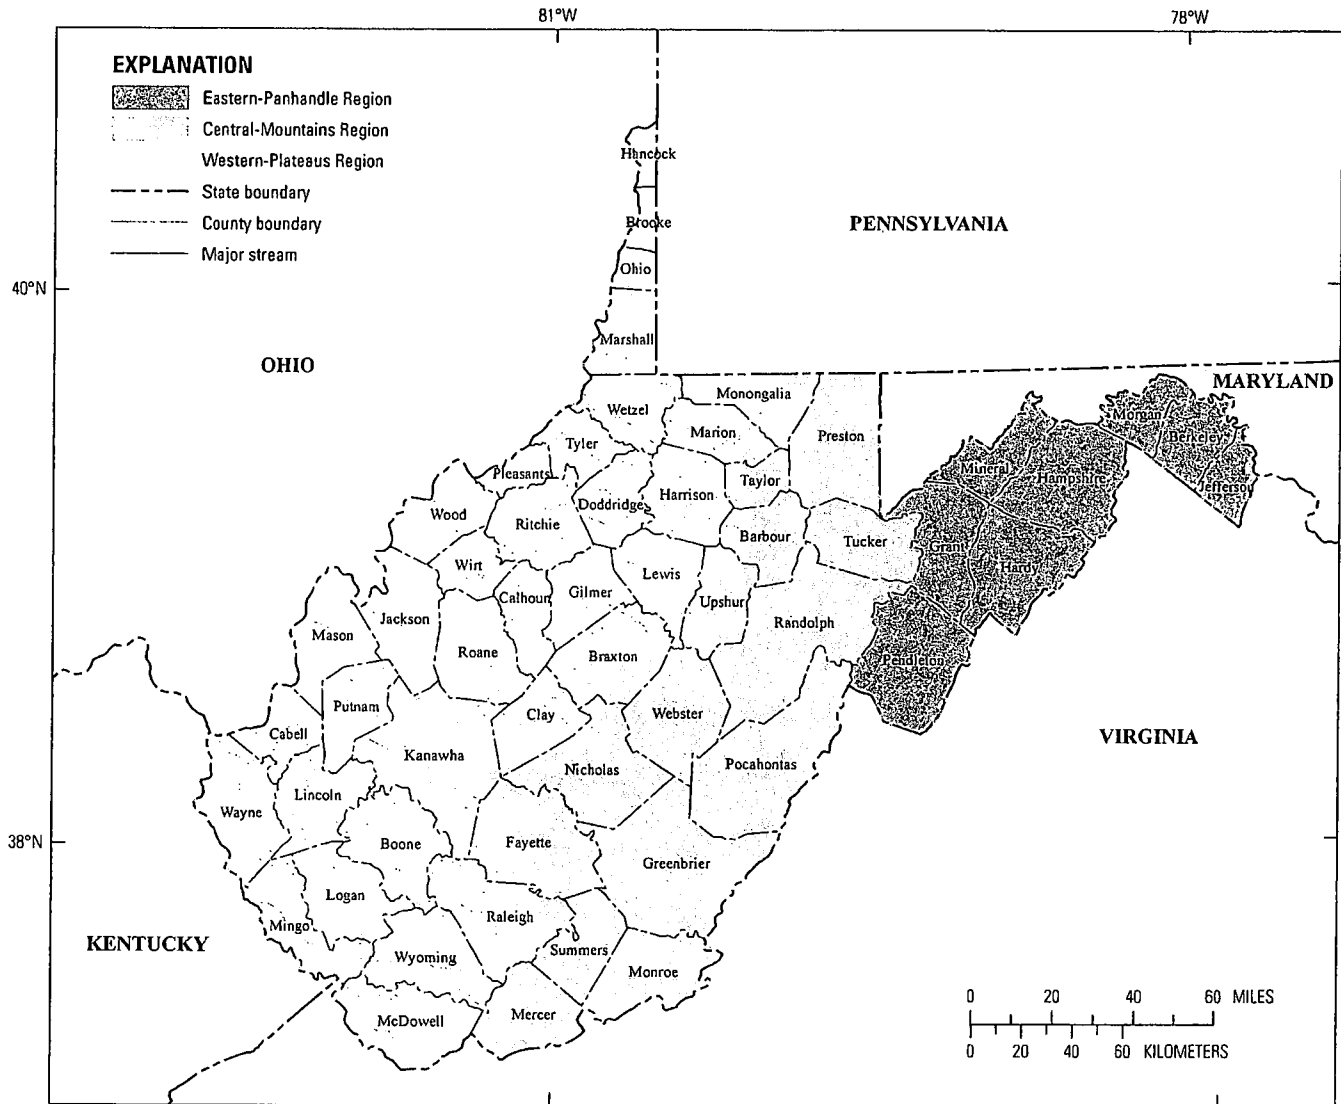 81°W
78°W
EXPLANATION
Eastern-Panhandle Region
Central-Mountains Region
Western-Plateaus Region
State boundary
County boundary
Major stream
Hancock
Brooke
Ohio
Marshall
PENNSYLVANIA
40°N
OHIO
MARYLAND
Wetzel
Monongalia
Marion
Preston
Morgan
Berkeley
Jefferson
Tyler
Pleasants
Doddridge
Harrison
Taylor
Mineral
Hampshire
Wood
Ritchie
Barbour
Tucker
Grant
Hardy
Wirt
Calhoun
Gilmer
Lewis
Upshur
Randolph
Mason
Jackson
Roane
Braxton
Pendleton
Putnam
Clay
Webster
Cabell
Kanawha
Nicholas
Pocahontas
VIRGINIA
Wayne
Lincoln
38°N
Boone
Fayette
Greenbrier
Logan
Mingo
Raleigh
KENTUCKY
Wyoming
Summers
Monroe
McDowell
Mercer
0 20 40 60 MILES
0 20 40 60 KILOMETERS